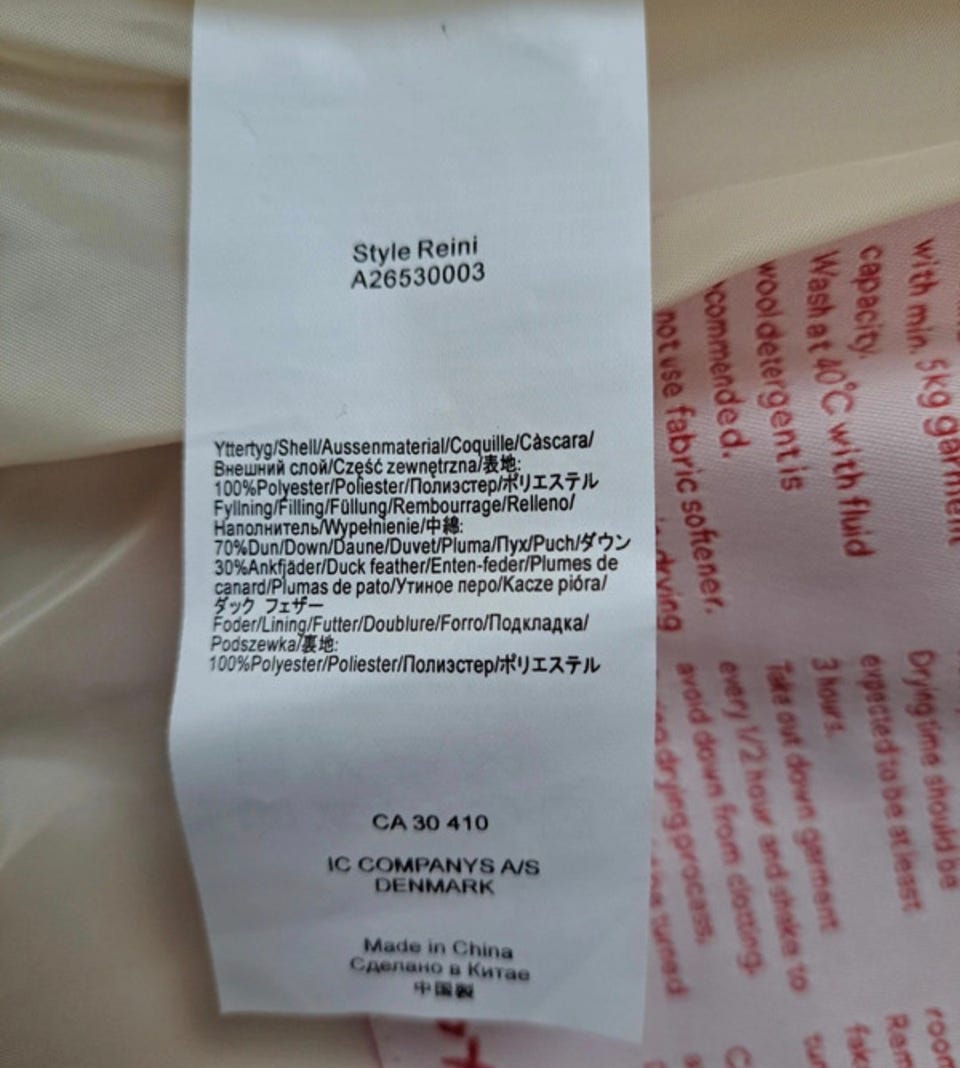 Style Reini
A26530003
Yttertyg/Shell/Aussenmaterial/Coquille/Càscara/
Внешний слой/Część zewnętrzna/表地:
100%Polyester/Poliester/Полиэстер/ポリエステル
Fyllning/Filling/Füllung/Rembourrage/Relleno/
Наполнитель/Wypełnienie/中綿:
70%Dun/Down/Daune/Duvet/Pluma/Пух/Puch/ダウン
30%Ankfjäder/Duck feather/Enten-feder/Plumes de
canard/Plumas de pato/Утиное перо/Kacze pióra/
ダック フェザー
Foder/Lining/Futter/Doublure/Forro/Подкладка/
Podszewka/裏地:
100%Polyester/Poliester/Полиэстер/ポリエステル
CA 30 410
IC COMPANYS A/S
DENMARK
Made in China
Сделано в Китае
中国製
with min. 5kg garment
capacity.
Wash at 40°C with fluid
wool detergent is
commended.
not use fabric softener.
drying
Drying time should be
expected to be at least
3 hours.
Take out down garment
every 1/2 hour and shake to
avoid down from clotting.
drying process.
turned
room